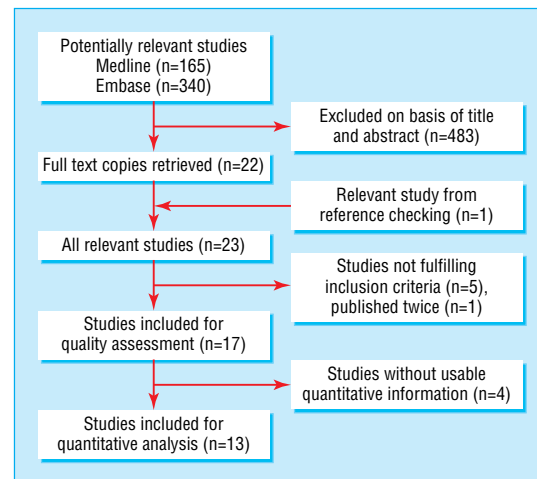 Potentially relevant studies
Medline (n=165)
Embase (n=340)
Excluded on basis of title
and abstract (n=483)
Full text copies retrieved (n=22)
Relevant study from
reference checking (n=1)
All relevant studies (n=23)
Studies not fulfilling
inclusion criteria (n=5),
published twice (n=1)
Studies included for
quality assessment (n=17)
Studies without usable
quantitative information (n=4)
Studies included for
quantitative analysis (n=13)